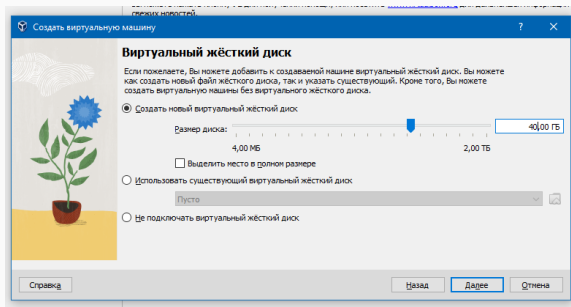 свежих новостей.
Создать виртуальную машину
Виртуальный жёсткий диск
Если пожелаете, Вы можете добавить к создаваемой машине виртуальный жёсткий диск. Вы можете
как создать новый файл жёсткого диска, так и указать существующий. Кроме того, Вы можете
создать виртуальную машины без виртуального жёсткого диска.
Создать новый виртуальный жёсткий диск
Размер диска:
40,00 ГБ
4,00 МБ
2,00 ТБ
Выделить место в полном размере
Использовать существующий виртуальный жёсткий диск
Пусто
Не подключать виртуальный жёсткий диск
Справка
Назад
Далее
Отмена